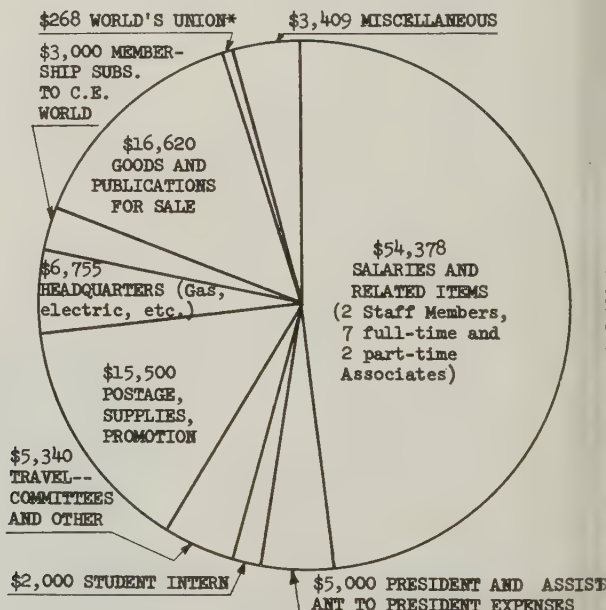 $268 WORLD'S UNION*
$3,409 MISCELLANEOUS
$3,000 MEMBER-
SHIP SUBS.
TO C.E.
WORLD
$16,620
GOODS AND
PUBLICATIONS
FOR SALE
$54,378
SALARIES AND
RELATED ITEMS
(2 Staff Members,
7 full-time and
2 part-time
Associates)
$6,755
HEADQUARTERS (Gas,
electric, etc.)
$15,500
POSTAGE,
SUPPLIES,
PROMOTION
$5,340
TRAVEL--
COMMITTEES
AND OTHER
$2,000 STUDENT INTERN
$5,000 PRESIDENT AND ASSIST
ANT TO PRESIDENT EXPENSES